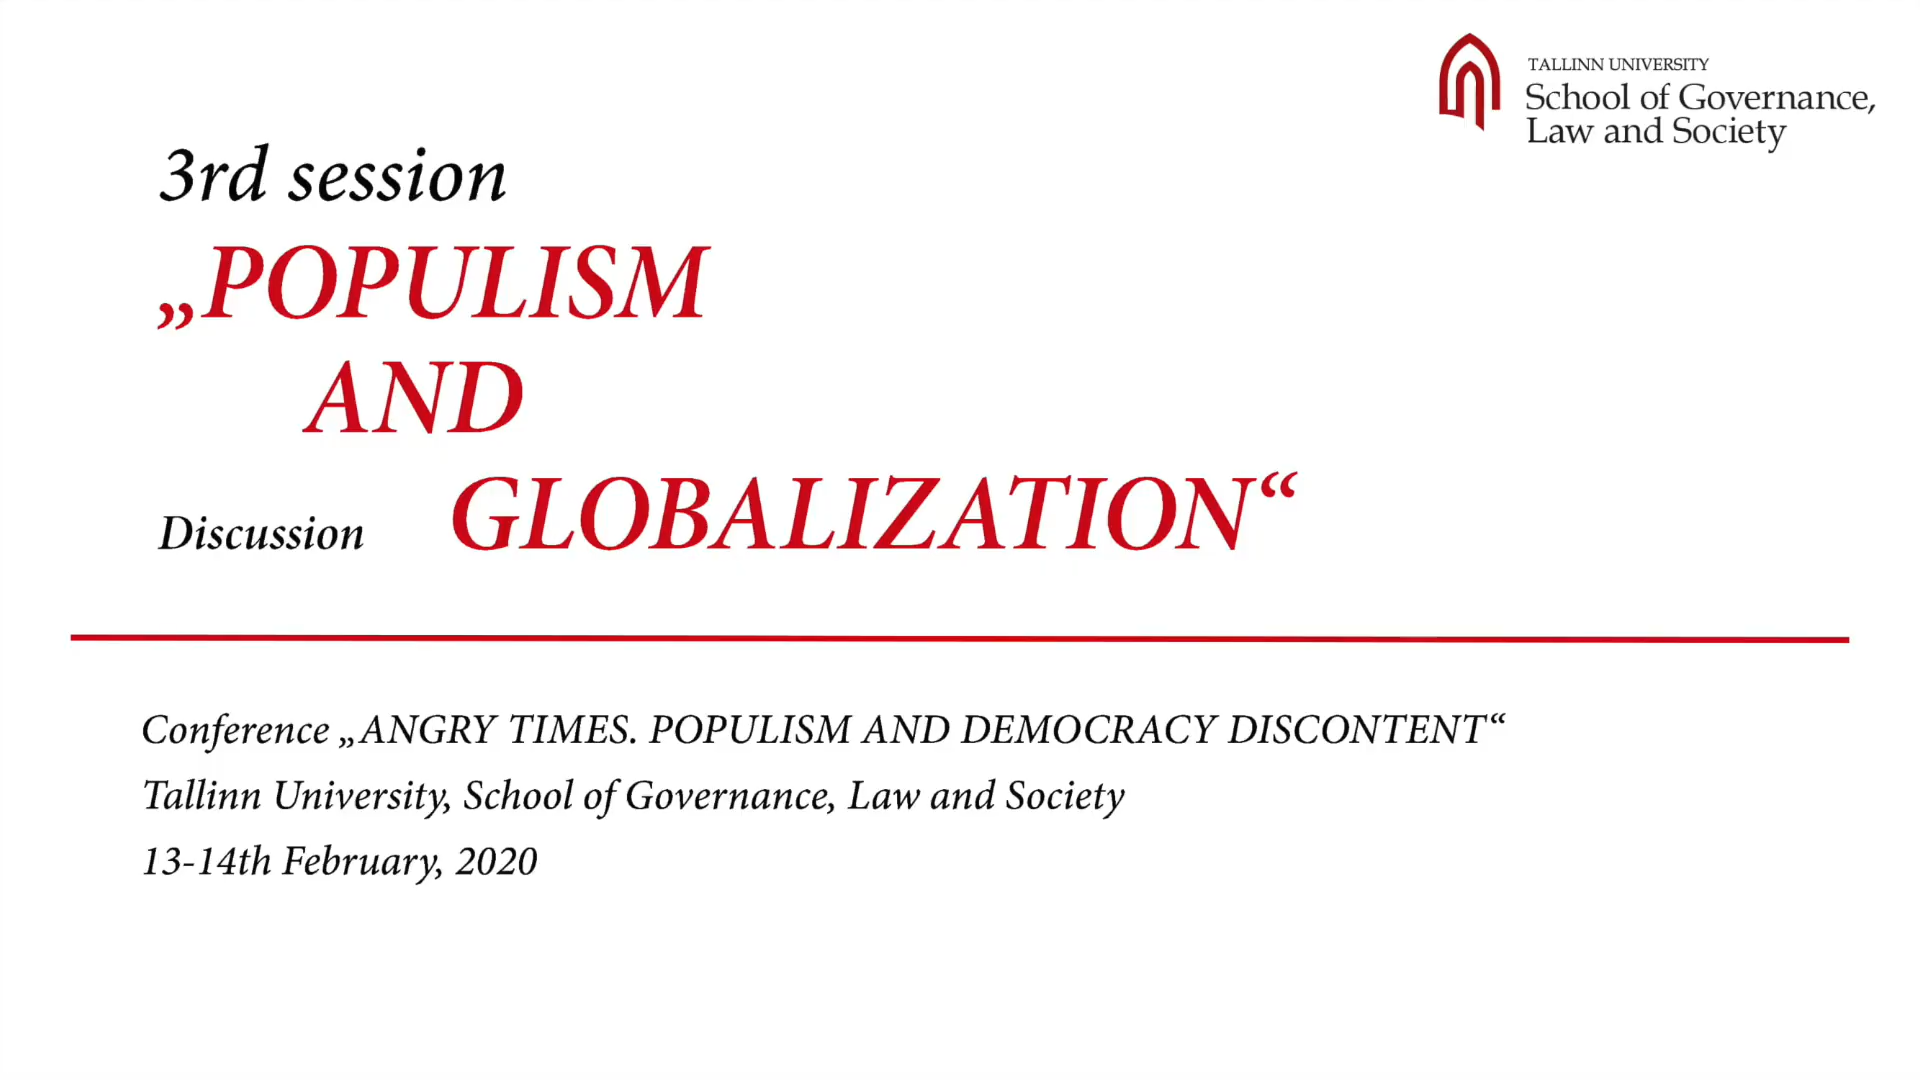 TALLINN UNIVERSITY
School of Governance,
Law and Society
3rd session
„POPULISM
AND
GLOBALIZATION“
Discussion
Conference „ANGRY TIMES. POPULISM AND DEMOCRACY DISCONTENT“
Tallinn University, School of Governance, Law and Society
13-14th February, 2020